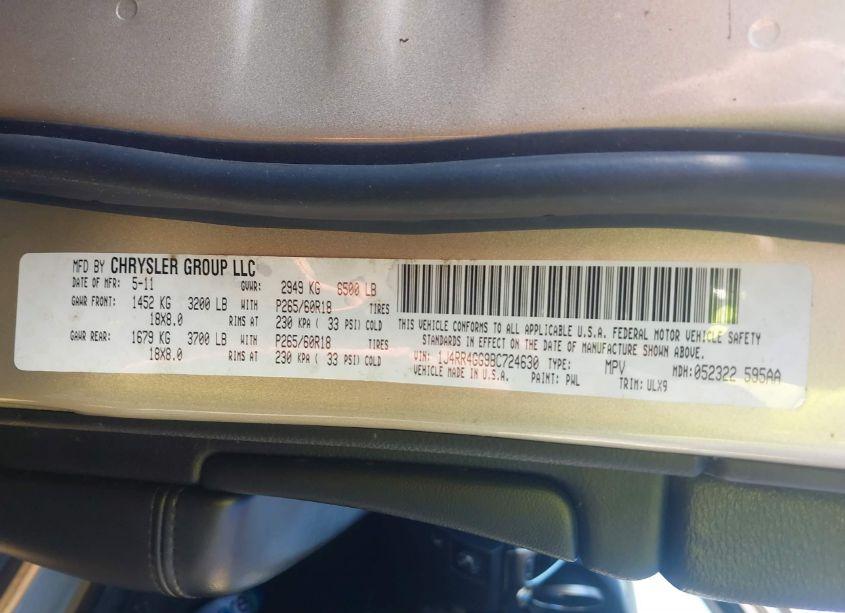 MFD BY CHRYSLER GROUP LLC
DATE OF MFR: 5-11 GVWR: 2949 KG 6500 LB
GAWR FRONT: 1452 KG 3200 LB WITH P265/60R18 TIRES
18X8.0 RIMS AT 230 KPA ( 33 PSI) COLD
GAWR REAR: 1679 KG 3700 LB WITH P265/60R18 TIRES
18X8.0 RIMS AT 230 KPA ( 33 PSI) COLD
THIS VEHICLE CONFORMS TO ALL APPLICABLE U.S.A. FEDERAL MOTOR VEHICLE SAFETY
STANDARDS IN EFFECT ON THE DATE OF MANUFACTURE SHOWN ABOVE.
VIN: 1J4RR4GG9BC724630 TYPE: MPV MDH: 052322 595AA
VEHICLE MADE IN U.S.A. PAINT: PWL TRIM: ULX9